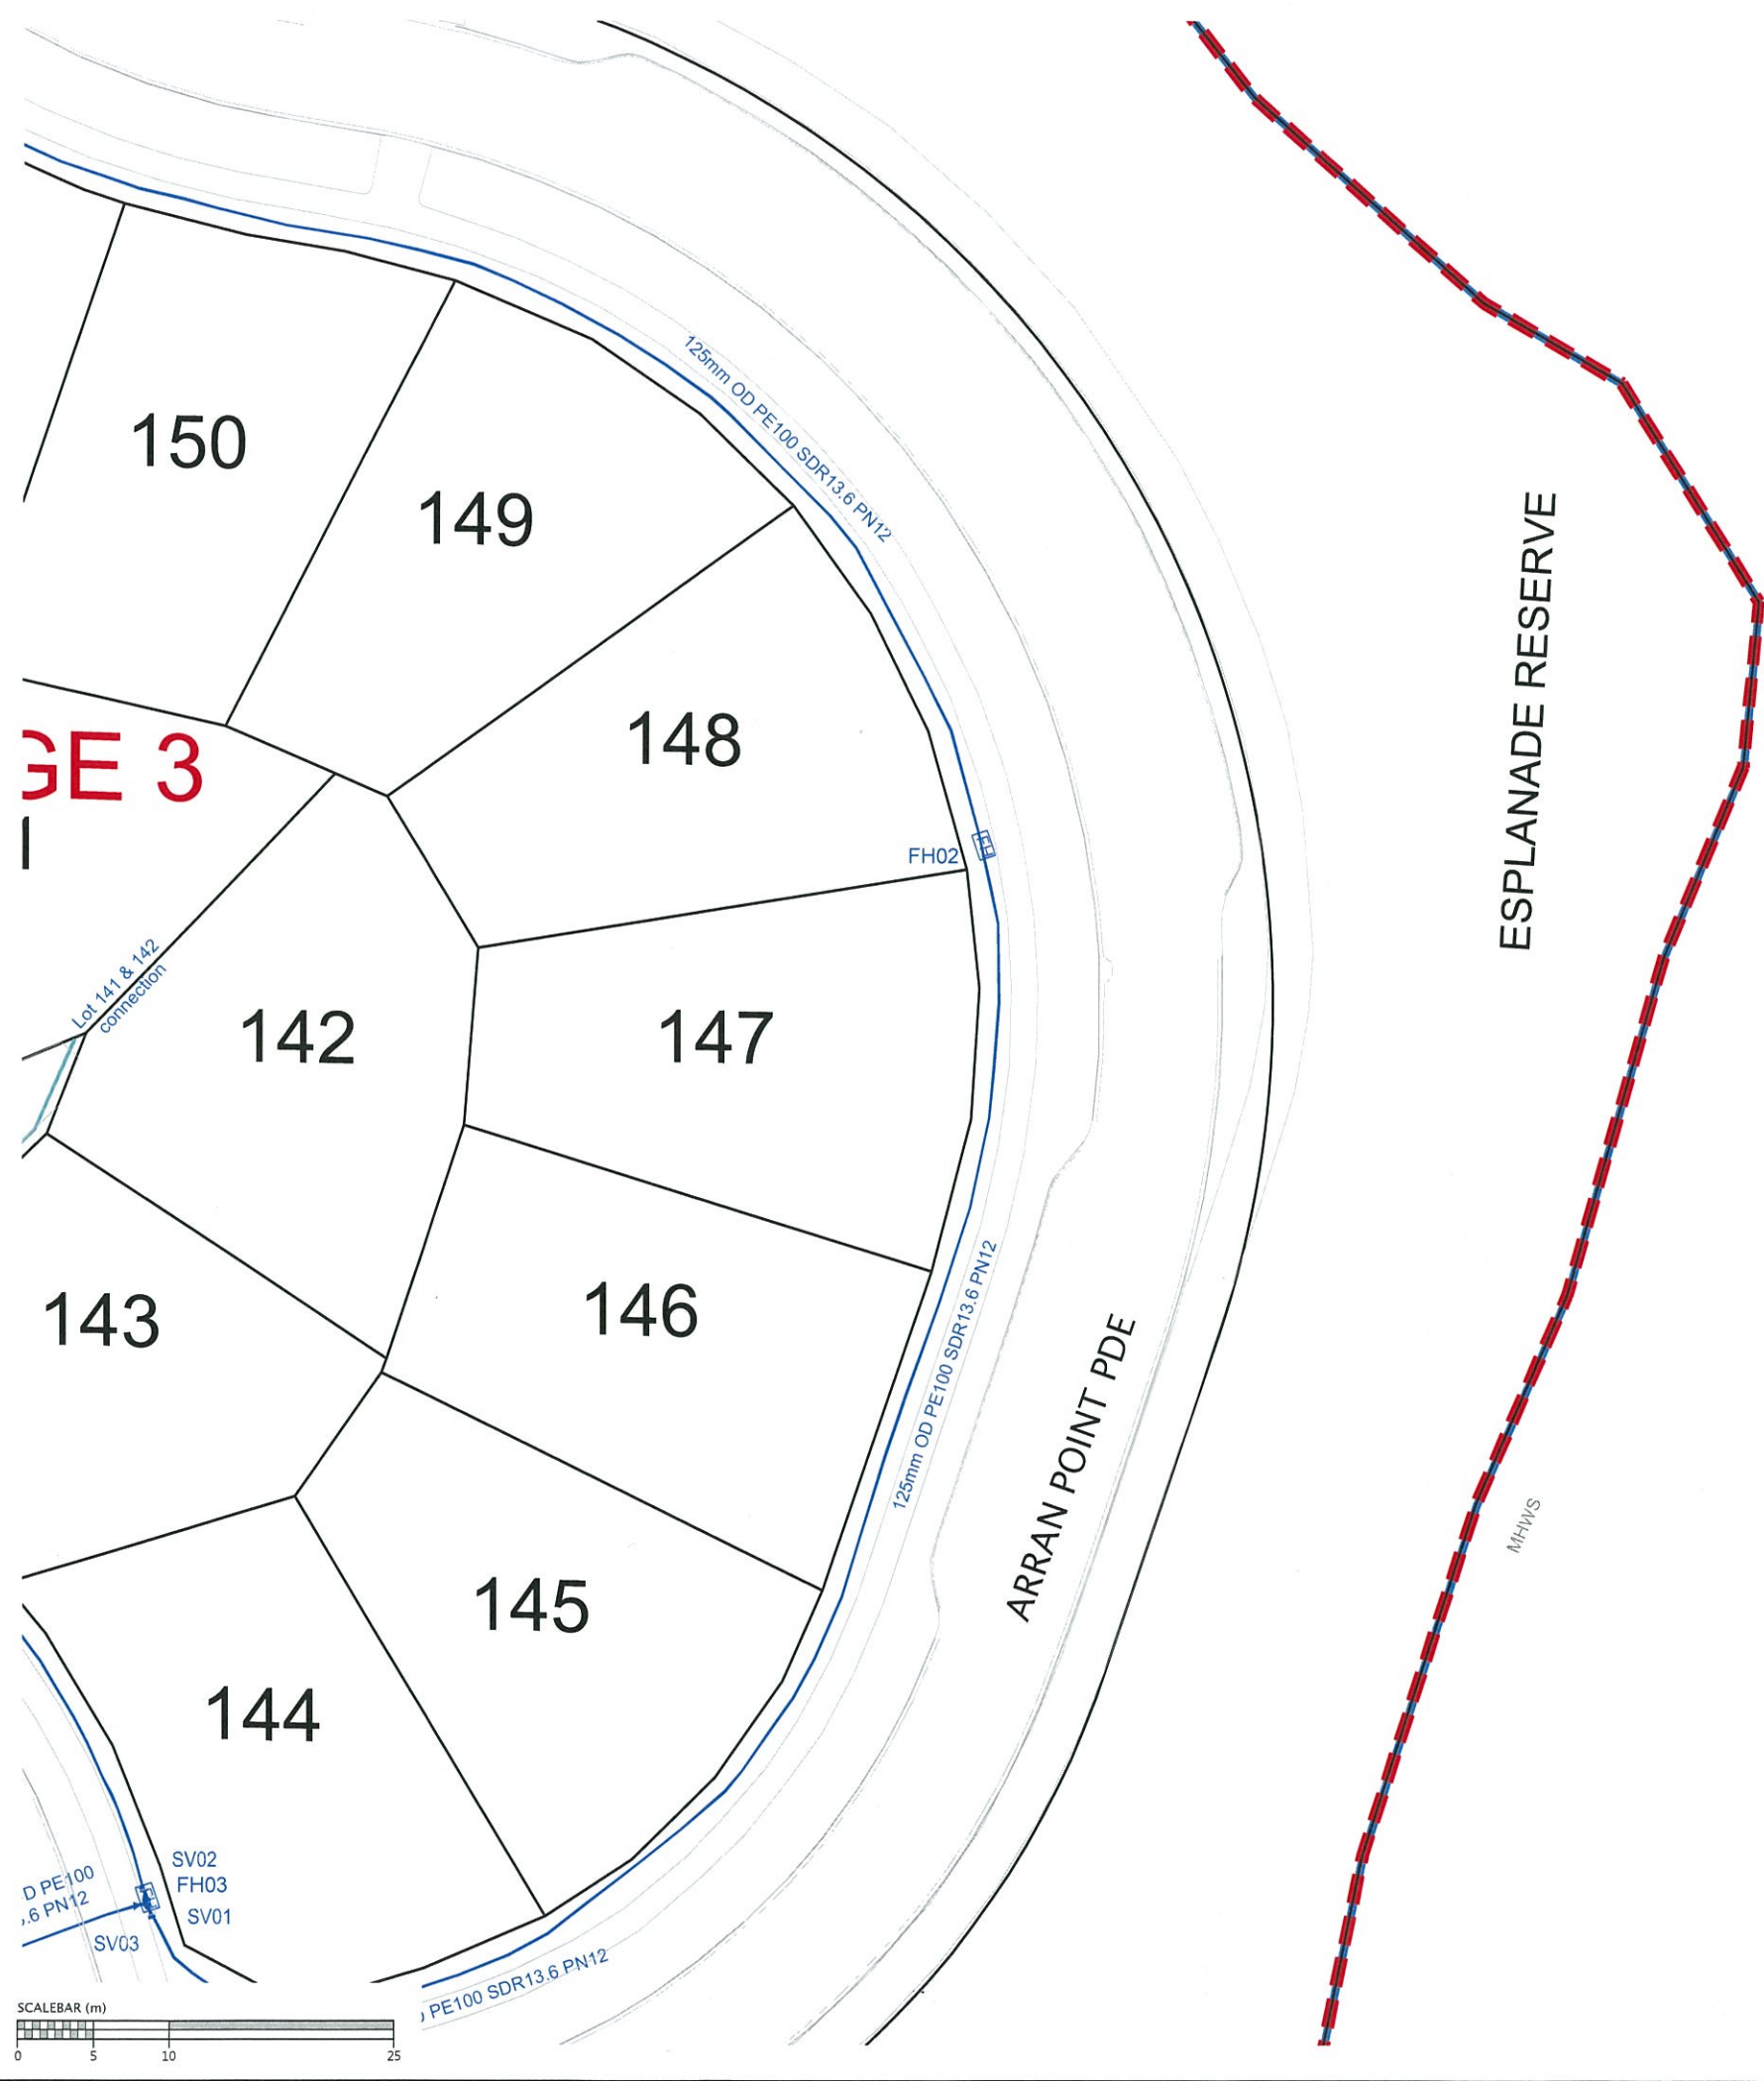 125mm OD PE100 SDR13.6 PN12
150
149
ESPLANADE RESERVE
148
GE 3
FH
FH02
Lot 141 & 142
connection
142
147
125mm OD PE100 SDR13.6 PN12
146
143
ARRAN POINT PDE
MHWS
145
144
SV02
D PE100
FH03
.6 PN12
SV01
SV03
PE100 SDR13.6 PN12
SCALEBAR (m)
0 5 10 25